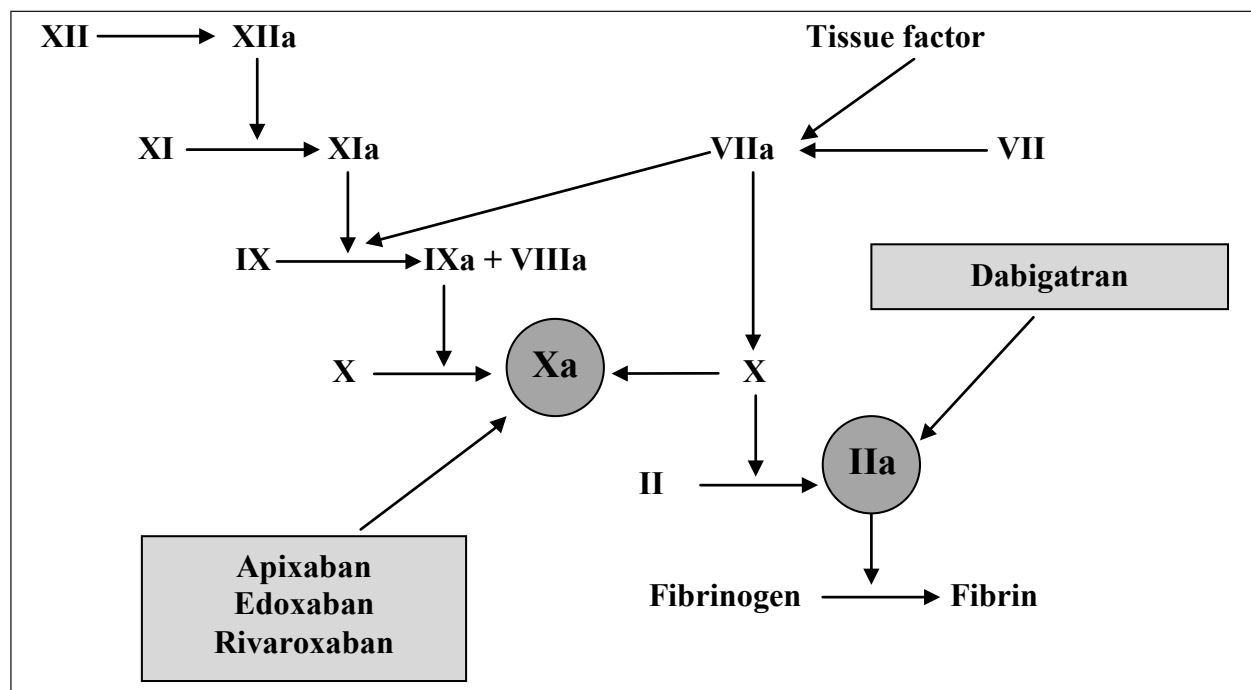 XII XIIa Tissue factor
XI XIa VIIa VII
IX IXa + VIIIa
Dabigatran
X Xa X
II IIa
Apixaban
Edoxaban
Rivaroxaban
Fibrinogen Fibrin